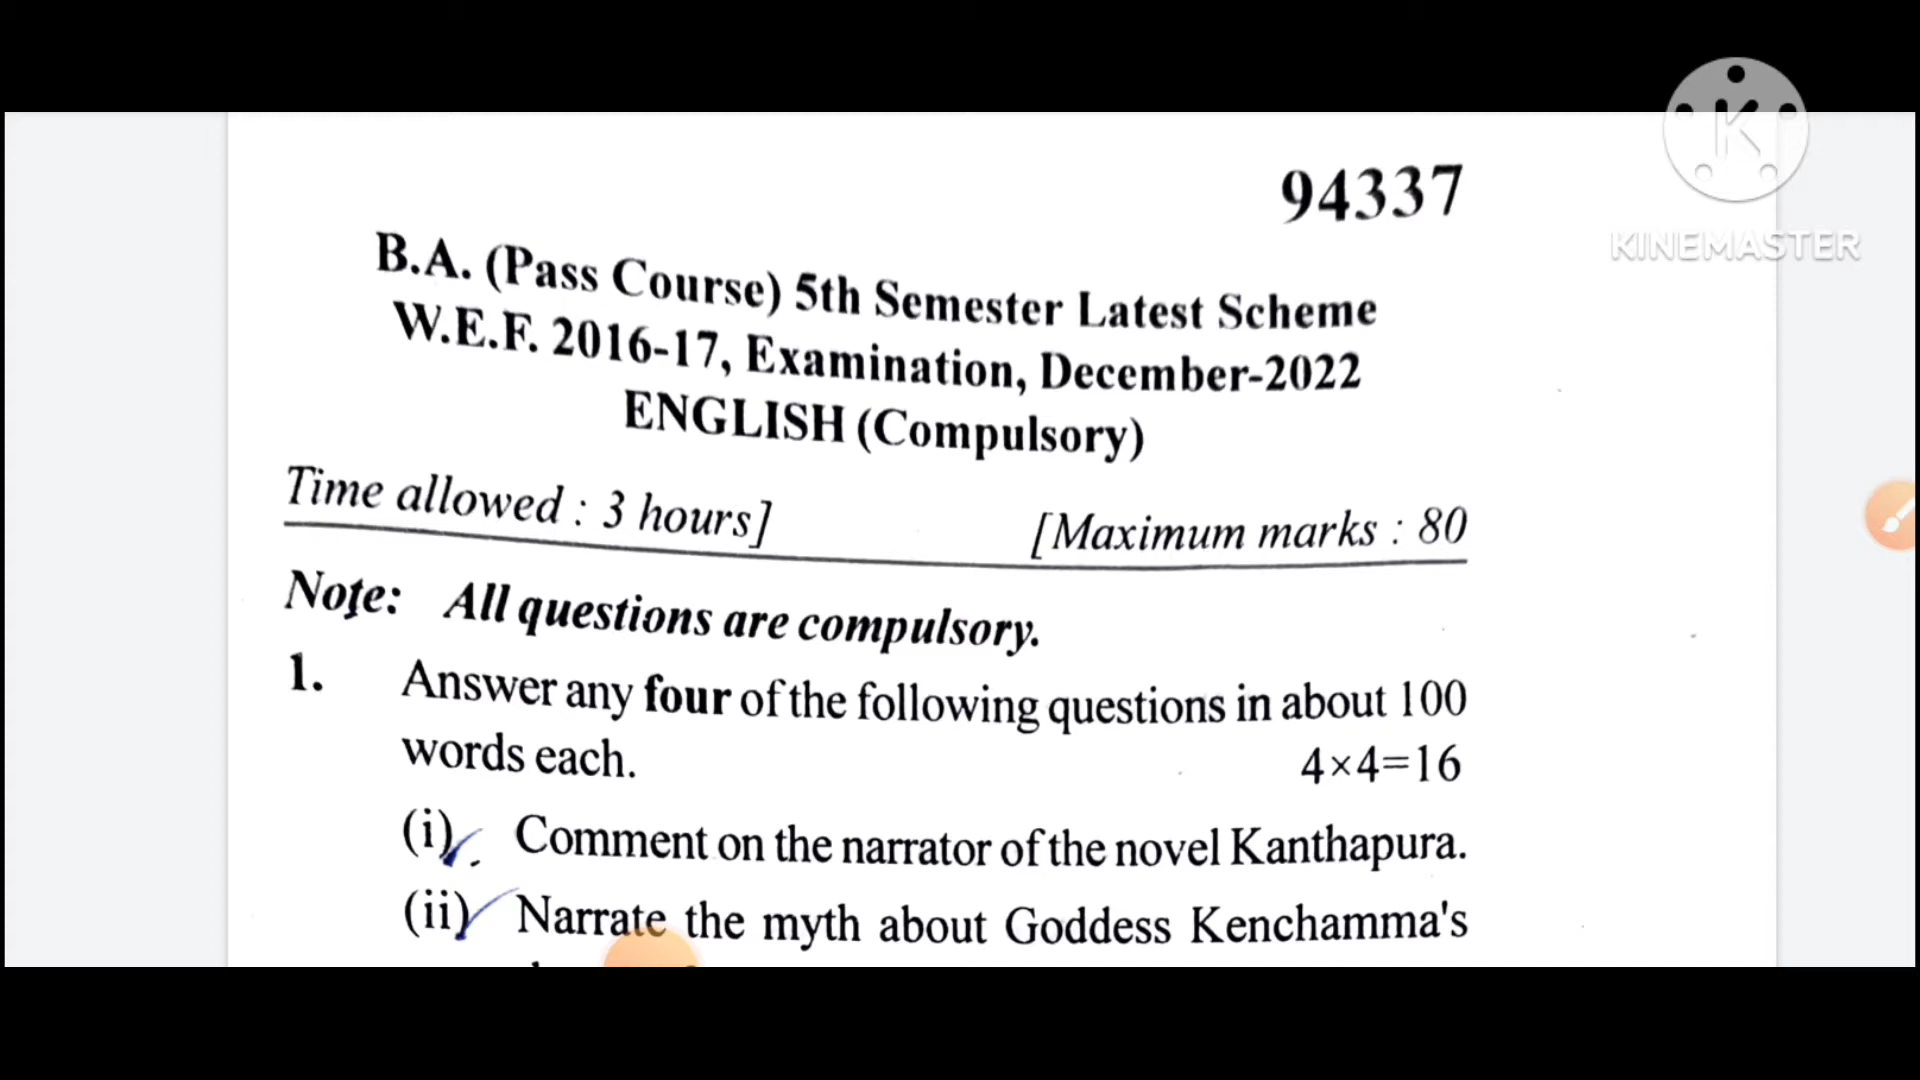 94337
KINEMASTER
B.A. (Pass Course) 5th Semester Latest Scheme
W.E.F. 2016-17, Examination, December-2022
ENGLISH (Compulsory)
Time allowed : 3 hours] [Maximum marks : 80
Note: All questions are compulsory.
1. Answer any four of the following questions in about 100
words each. 4×4=16
(i) Comment on the narrator of the novel Kanthapura.
(ii) Narrate the myth about Goddess Kenchamma's